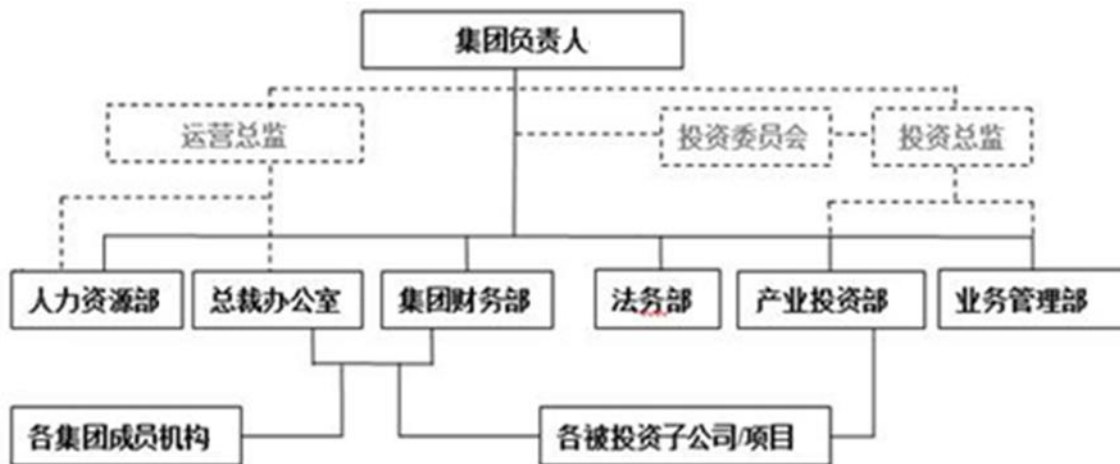 集团负责人
运营总监
投资委员会
投资总监
人力资源部
总裁办公室
集团财务部
法务部
产业投资部
业务管理部
各集团成员机构
各被投资子公司/项目